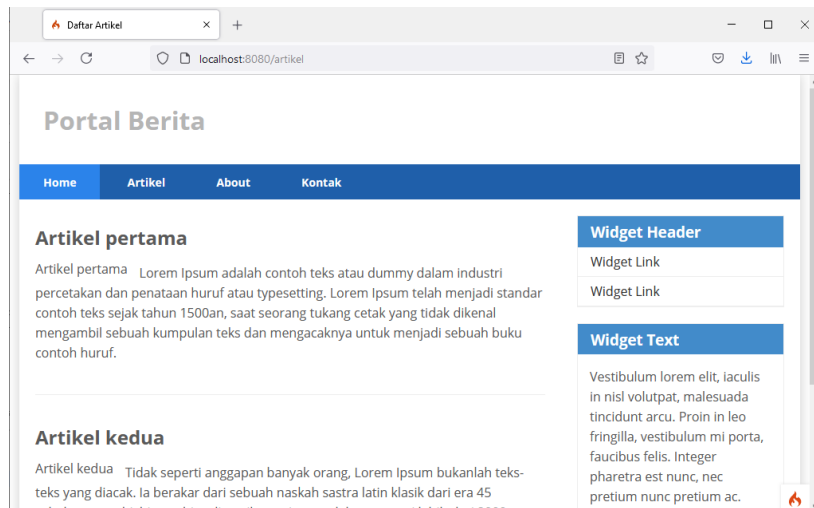 Daftar Artikel
localhost:8080/artikel
Portal Berita
Home Artikel About Kontak
Artikel pertama
Artikel pertama Lorem Ipsum adalah contoh teks atau dummy dalam industri
percetakan dan penataan huruf atau typesetting. Lorem Ipsum telah menjadi standar
contoh teks sejak tahun 1500an, saat seorang tukang cetak yang tidak dikenal
mengambil sebuah kumpulan teks dan mengacaknya untuk menjadi sebuah buku
contoh huruf.
Artikel kedua
Artikel kedua Tidak seperti anggapan banyak orang, Lorem Ipsum bukanlah teks-
teks yang diacak. Ia berakar dari sebuah naskah sastra latin klasik dari era 45
Widget Header
Widget Link
Widget Link
Widget Text
Vestibulum lorem elit, iaculis
in nisl volutpat, malesuada
tincidunt arcu. Proin in leo
fringilla, vestibulum mi porta,
faucibus felis. Integer
pharetra est nunc, nec
pretium nunc pretium ac.